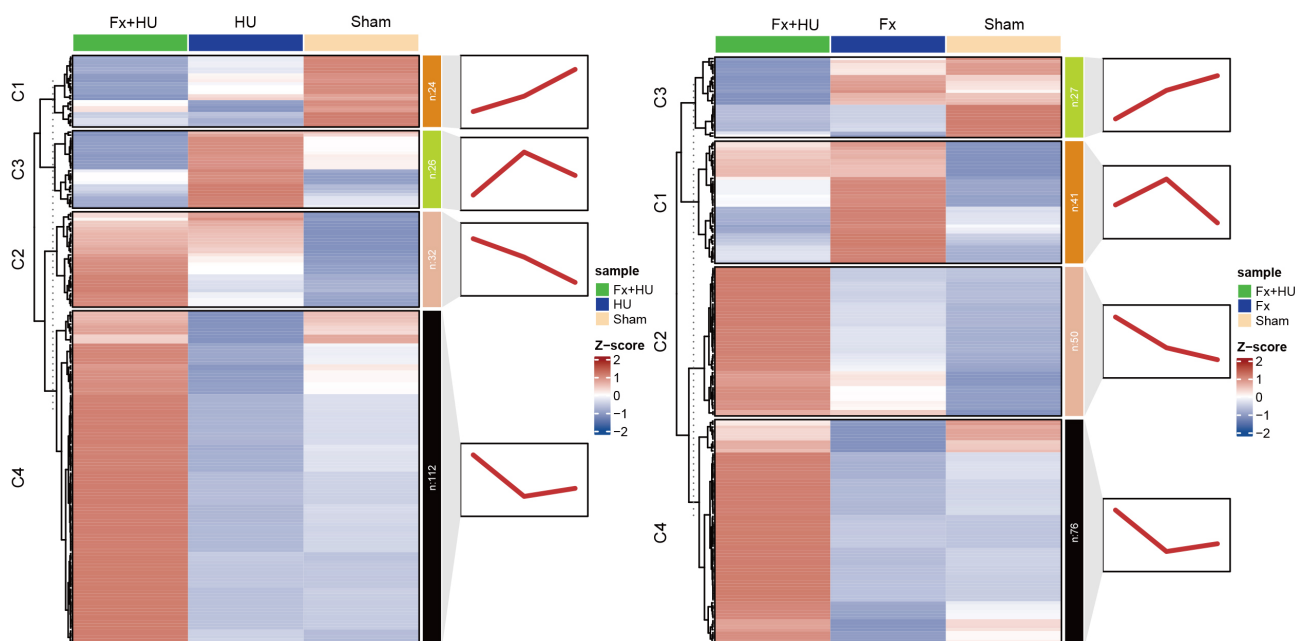 Fx+HU HU Sham
C1
n:24
C3
n:26
C2
n:32
C4
n:112
sample
Fx+HU
HU
Sham
Z−score
2
1
0
−1
−2
Fx+HU Fx Sham
C3
n:27
C1
n:41
C2
n:50
C4
n:76
sample
Fx+HU
Fx
Sham
Z−score
2
1
0
−1
−2